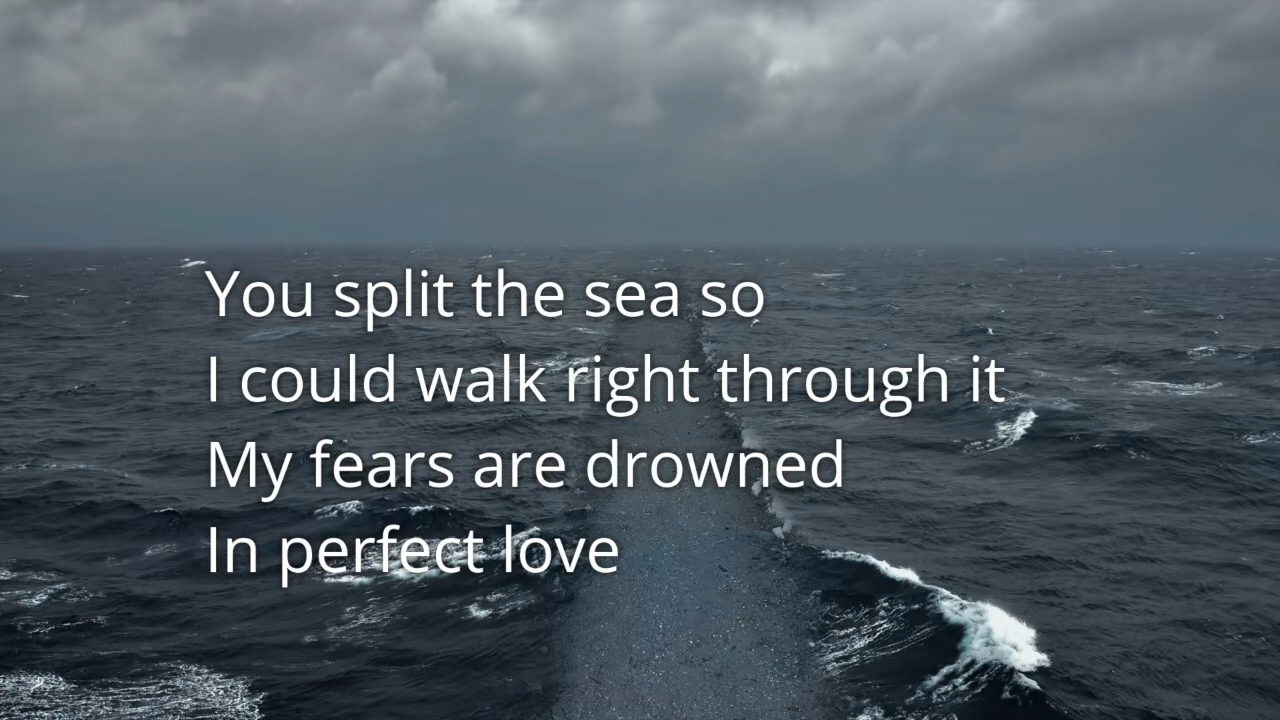 You split the sea so
I could walk right through it
My fears are drowned
In perfect love